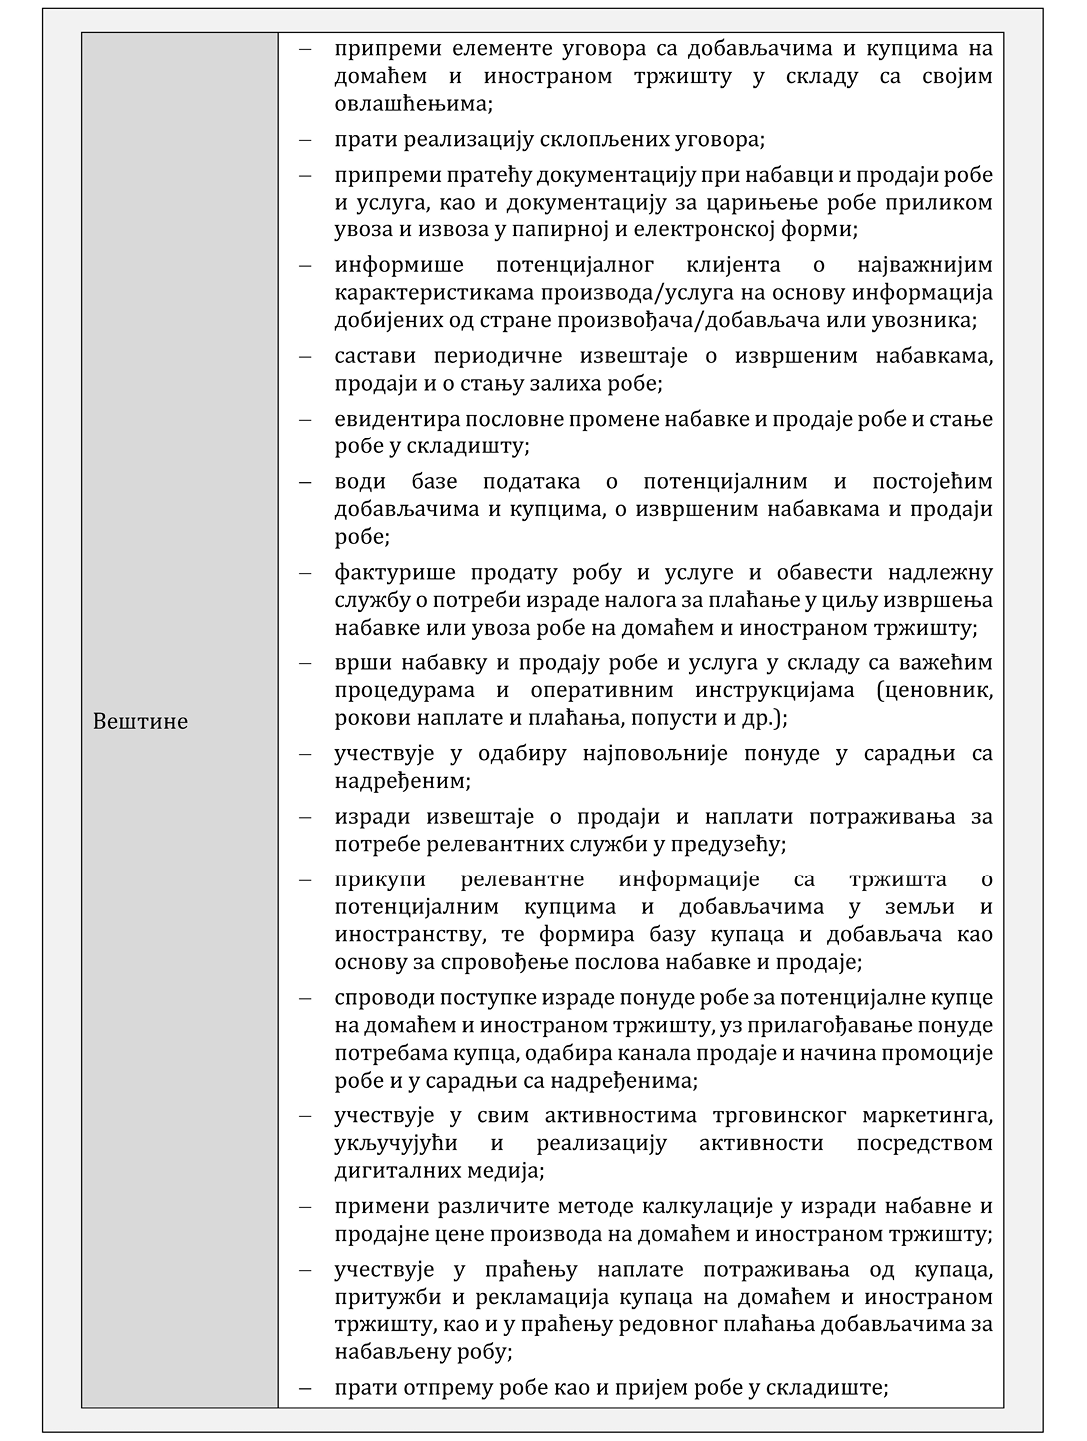 Вештине
– припреми елементе уговора са добављачима и купцима на
домаћем и иностраном тржишту у складу са својим
овлашћењима;
– прати реализацију склопљених уговора;
– припреми пратећу документацију при набавци и продаји робе
и услуга, као и документацију за царињење робе приликом
увоза и извоза у папирној и електронској форми;
– информише потенцијалног клијента о најважнијим
карактеристикама производа/услуга на основу информација
добијених од стране произвођача/добављача или увозника;
– састави периодичне извештаје о извршеним набавкама,
продаји и о стању залиха робе;
– евидентира пословне промене набавке и продаје робе и стање
робе у складишту;
– води базе података о потенцијалним и постојећим
добављачима и купцима, о извршеним набавкама и продаји
робе;
– фактурише продату робу и услуге и обавести надлежну
службу о потреби израде налога за плаћање у циљу извршења
набавке или увоза робе на домаћем и иностраном тржишту;
– врши набавку и продају робе и услуга у складу са важећим
процедурама и оперативним инструкцијама (ценовник,
рокови наплате и плаћања, попусти и др.);
– учествује у одабиру најповољније понуде у сарадњи са
надређеним;
– изради извештаје о продаји и наплати потраживања за
потребе релевантних служби у предузећу;
– прикупи релевантне информације са тржишта о
потенцијалним купцима и добављачима у земљи и
иностранству, те формира базу купаца и добављача као
основу за спровођење послова набавке и продаје;
– спроводи поступке израде понуде робе за потенцијалне купце
на домаћем и иностраном тржишту, уз прилагођавање понуде
потребама купца, одабира канала продаје и начина промоције
робе и у сарадњи са надређенима;
– учествује у свим активностима трговинског маркетинга,
укључујући и реализацију активности посредством
дигиталних медија;
– примени различите методе калкулације у изради набавне и
продајне цене производа на домаћем и иностраном тржишту;
– учествује у праћењу наплате потраживања од купаца,
притужби и рекламација купаца на домаћем и иностраном
тржишту, као и у праћењу редовног плаћања добављачима за
набављену робу;
– прати отпрему робе као и пријем робе у складиште;